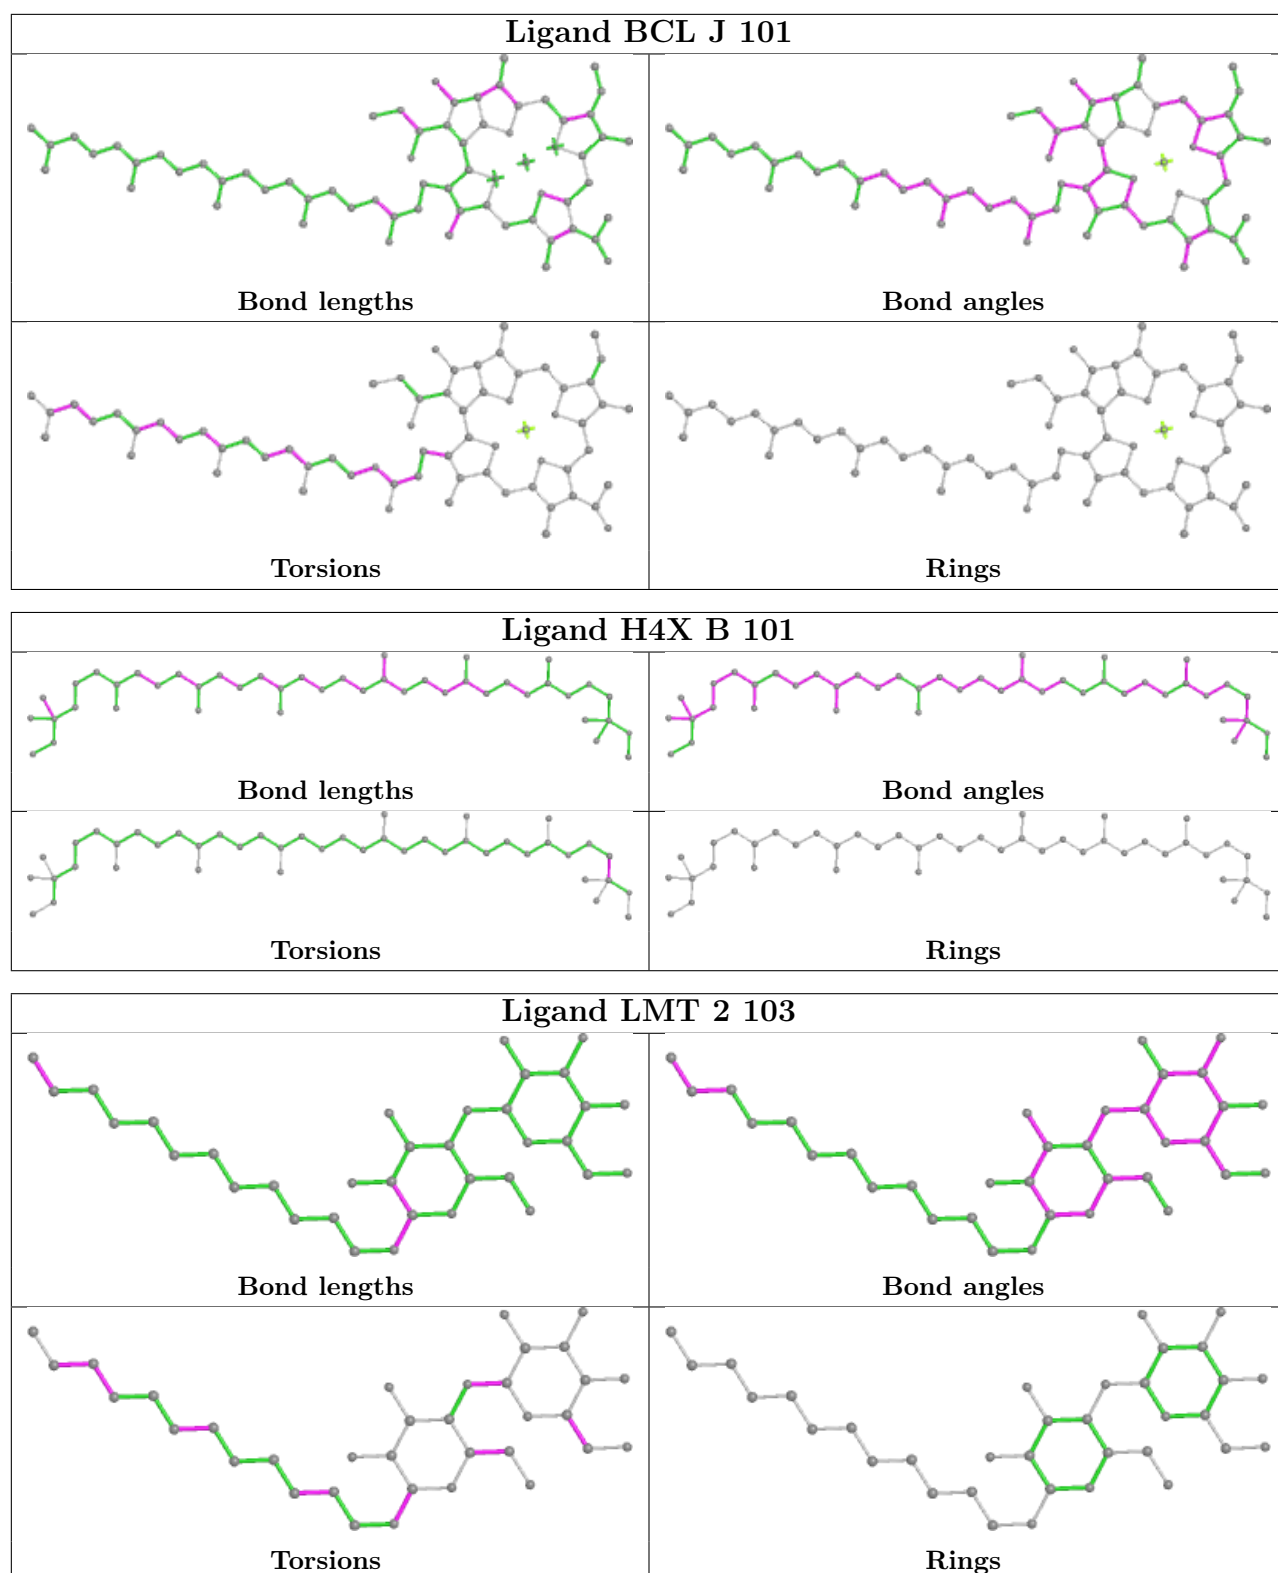 Ligand BCL J 101
Bond lengths
Bond angles
Torsions
Rings
Ligand H4X B 101
Bond lengths
Bond angles
Torsions
Rings
Ligand LMT 2 103
Bond lengths
Bond angles
Torsions
Rings